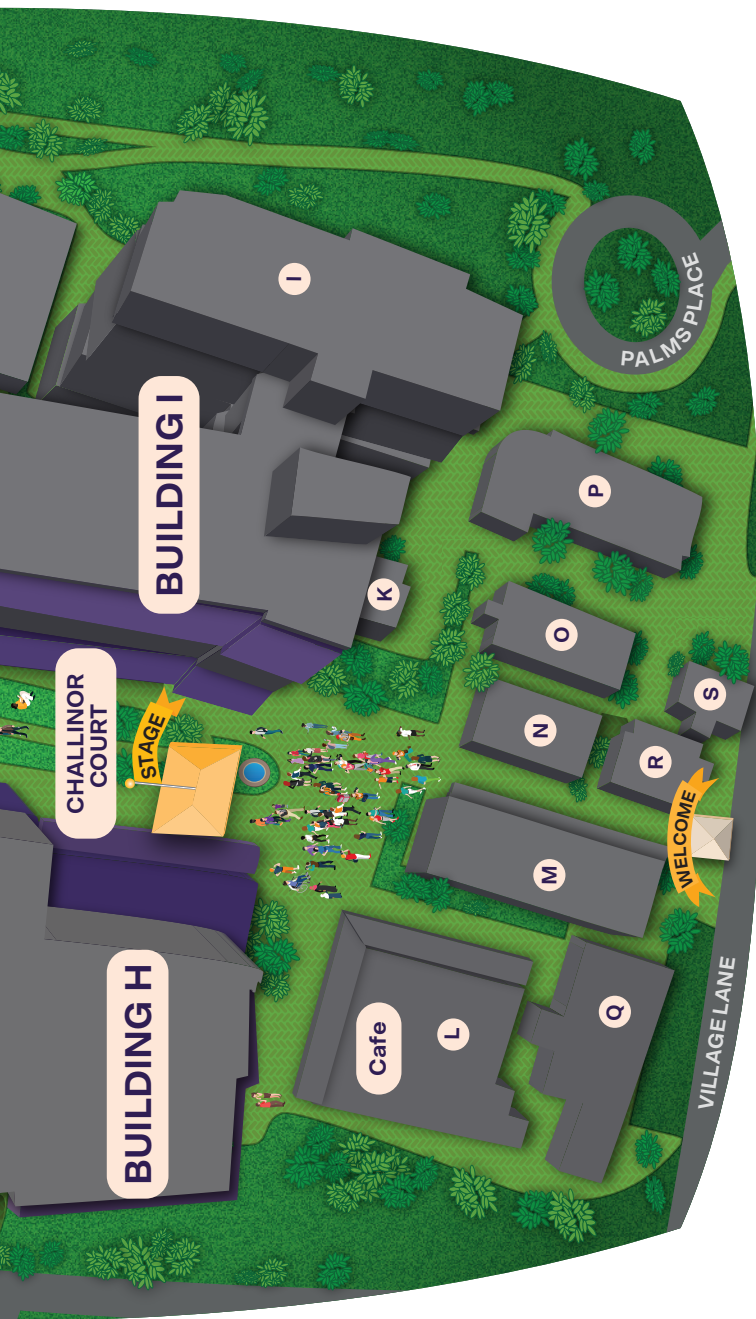 BUILDING H
CHALLINOR
COURT
BUILDING I
STAGE
I
K
Cafe
L
M
N
O
P
Q
R
S
WELCOME
PALMS PLACE
VILLAGE LANE